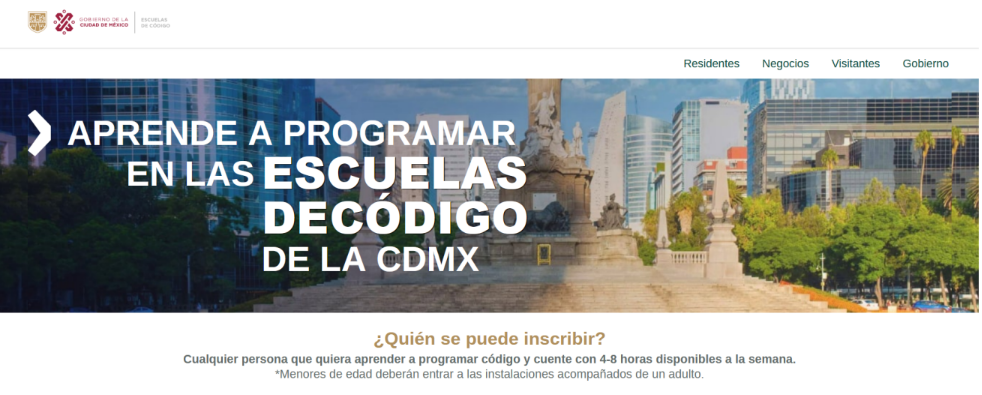 GOBIERNO DE LA
CIUDAD DE MÉXICO
ESCUELAS
DE CÓDIGO
Residentes Negocios Visitantes Gobierno
APRENDE A PROGRAMAR
EN LAS ESCUELAS
DECÓDIGO
DE LA CDMX
¿Quién se puede inscribir?
Cualquier persona que quiera aprender a programar código y cuente con 4-8 horas disponibles a la semana.
*Menores de edad deberán entrar a las instalaciones acompañados de un adulto.